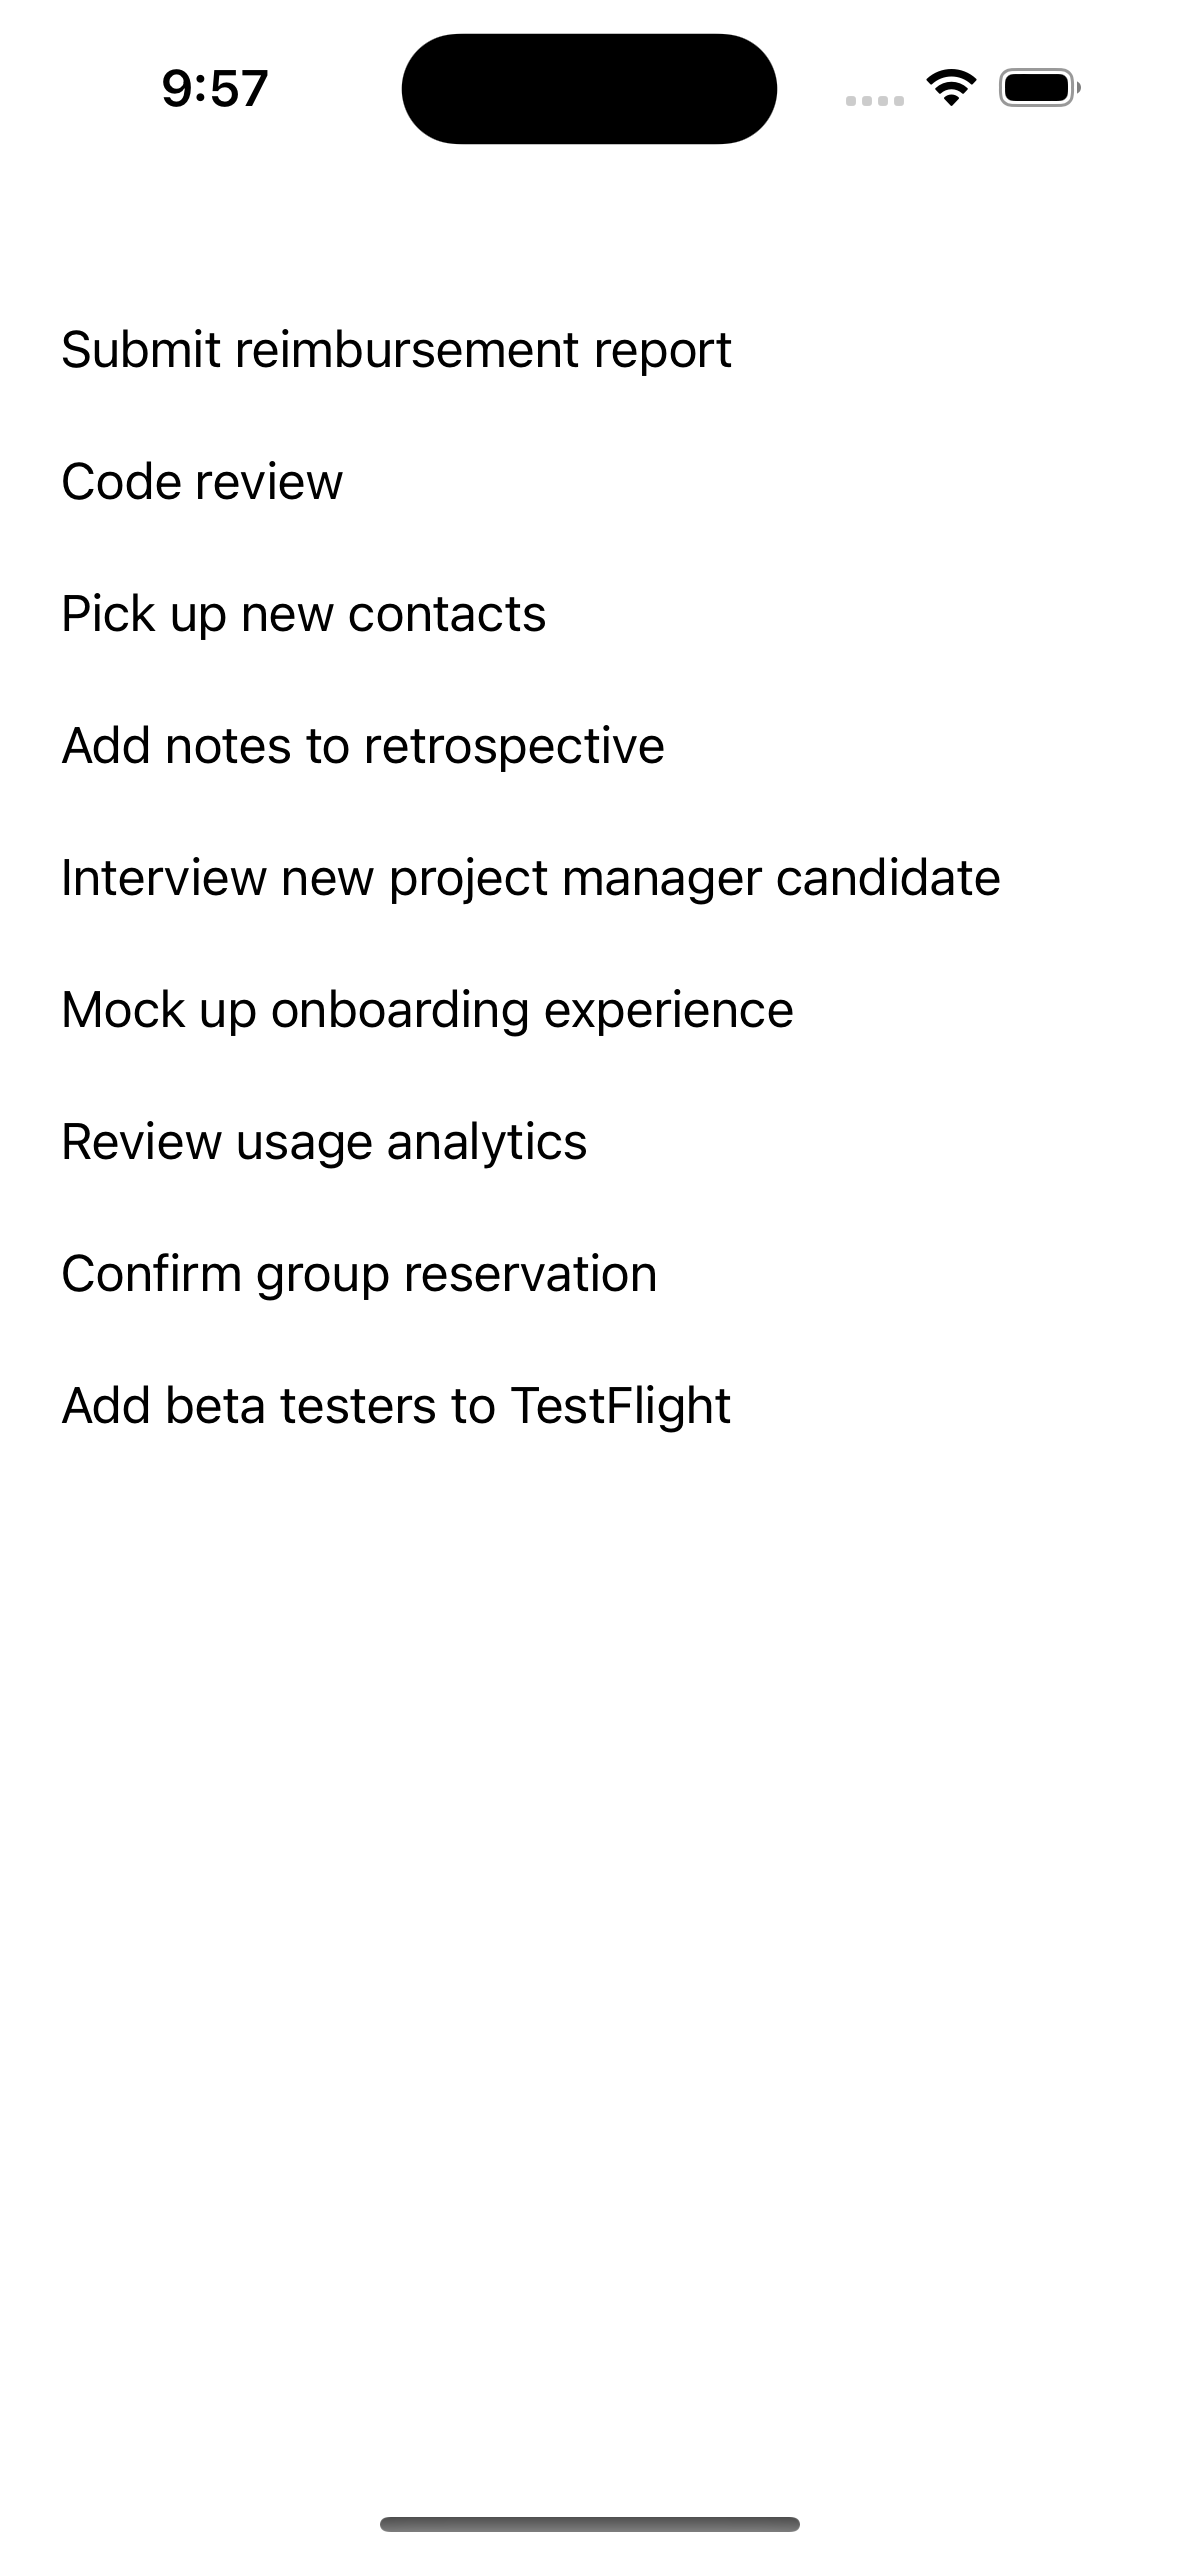 9:57
Submit reimbursement report
Code review
Pick up new contacts
Add notes to retrospective
Interview new project manager candidate
Mock up onboarding experience
Review usage analytics
Confirm group reservation
Add beta testers to TestFlight